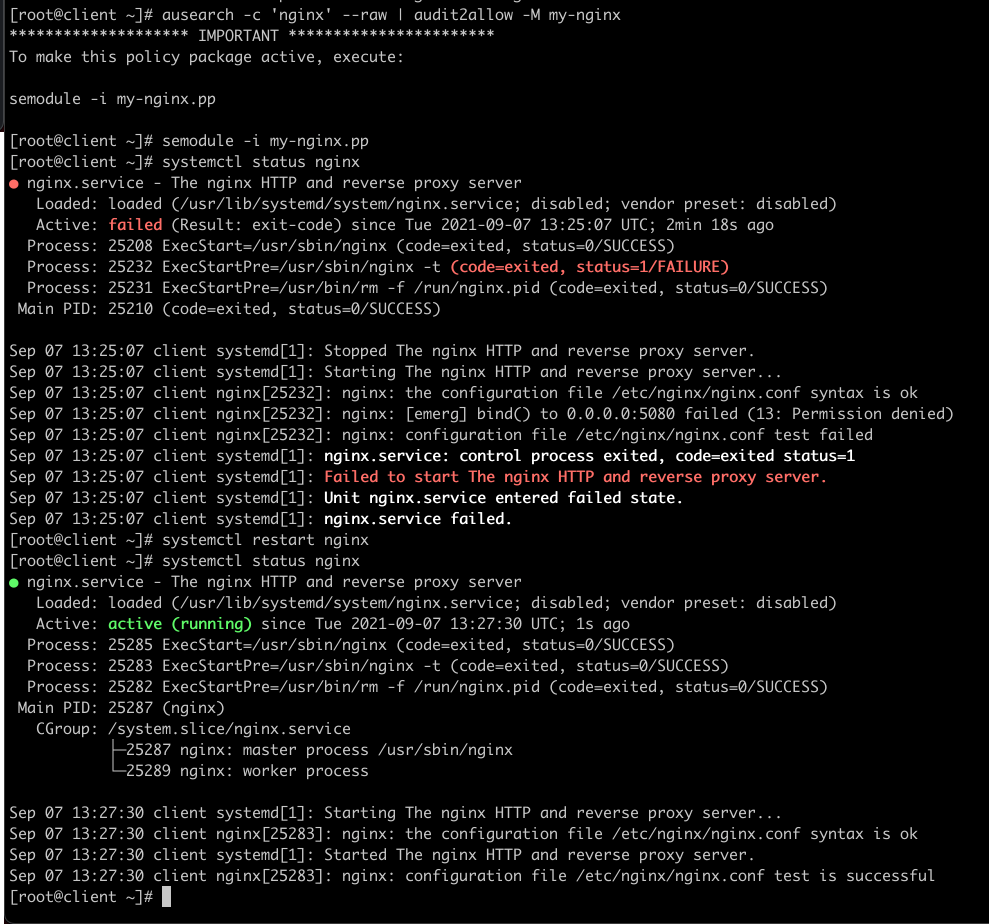 [root@client ~]# ausearch -c 'nginx' --raw | audit2allow -M my-nginx
******************** IMPORTANT ***********************
To make this policy package active, execute:
semodule -i my-nginx.pp
[root@client ~]# semodule -i my-nginx.pp
[root@client ~]# systemctl status nginx
● nginx.service - The nginx HTTP and reverse proxy server
Loaded: loaded (/usr/lib/systemd/system/nginx.service; disabled; vendor preset: disabled)
Active: failed (Result: exit-code) since Tue 2021-09-07 13:25:07 UTC; 2min 18s ago
Process: 25208 ExecStart=/usr/sbin/nginx (code=exited, status=0/SUCCESS)
Process: 25232 ExecStartPre=/usr/sbin/nginx -t (code=exited, status=1/FAILURE)
Process: 25231 ExecStartPre=/usr/bin/rm -f /run/nginx.pid (code=exited, status=0/SUCCESS)
Main PID: 25210 (code=exited, status=0/SUCCESS)
Sep 07 13:25:07 client systemd[1]: Stopped The nginx HTTP and reverse proxy server.
Sep 07 13:25:07 client systemd[1]: Starting The nginx HTTP and reverse proxy server...
Sep 07 13:25:07 client nginx[25232]: nginx: the configuration file /etc/nginx/nginx.conf syntax is ok
Sep 07 13:25:07 client nginx[25232]: nginx: [emerg] bind() to 0.0.0.0:5080 failed (13: Permission denied)
Sep 07 13:25:07 client nginx[25232]: nginx: configuration file /etc/nginx/nginx.conf test failed
Sep 07 13:25:07 client systemd[1]: nginx.service: control process exited, code=exited status=1
Sep 07 13:25:07 client systemd[1]: Failed to start The nginx HTTP and reverse proxy server.
Sep 07 13:25:07 client systemd[1]: Unit nginx.service entered failed state.
Sep 07 13:25:07 client systemd[1]: nginx.service failed.
[root@client ~]# systemctl restart nginx
[root@client ~]# systemctl status nginx
● nginx.service - The nginx HTTP and reverse proxy server
Loaded: loaded (/usr/lib/systemd/system/nginx.service; disabled; vendor preset: disabled)
Active: active (running) since Tue 2021-09-07 13:27:30 UTC; 1s ago
Process: 25285 ExecStart=/usr/sbin/nginx (code=exited, status=0/SUCCESS)
Process: 25283 ExecStartPre=/usr/sbin/nginx -t (code=exited, status=0/SUCCESS)
Process: 25282 ExecStartPre=/usr/bin/rm -f /run/nginx.pid (code=exited, status=0/SUCCESS)
Main PID: 25287 (nginx)
CGroup: /system.slice/nginx.service
├─25287 nginx: master process /usr/sbin/nginx
└─25289 nginx: worker process
Sep 07 13:27:30 client systemd[1]: Starting The nginx HTTP and reverse proxy server...
Sep 07 13:27:30 client nginx[25283]: nginx: the configuration file /etc/nginx/nginx.conf syntax is ok
Sep 07 13:27:30 client systemd[1]: Started The nginx HTTP and reverse proxy server.
Sep 07 13:27:30 client nginx[25283]: nginx: configuration file /etc/nginx/nginx.conf test is successful
[root@client ~]#